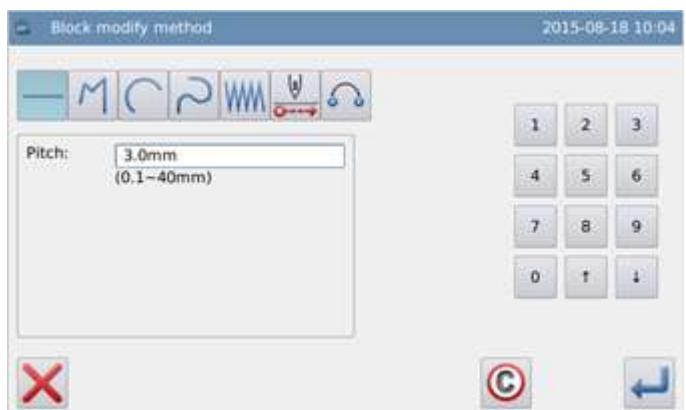 Block modify method 2015-08-18 10:04
Pitch: 3.0mm
(0.1~40mm)
1 2 3
4 5 6
7 8 9
0 ↑ ↓
C